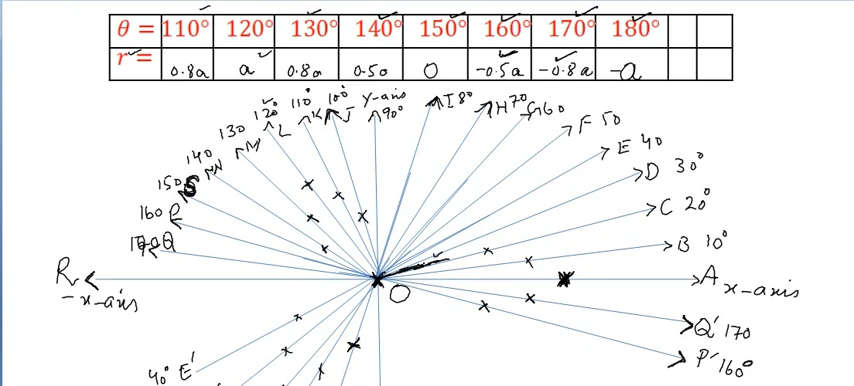 θ = 110° 120° 130° 140° 150° 160° 170° 180°
r = 0.8a a 0.8a 0.5a 0 -0.5a -0.8a -a
120° L
110° K
100° J
Y-axis 90°
I 80
H 70
G 60
F 50
130 M
140 N
E 40
150 S
D 30°
160 P
C 20°
170 Q
B 10°
R -x-axis
O
A x-axis
Q' 170
P' 160°
40° E'